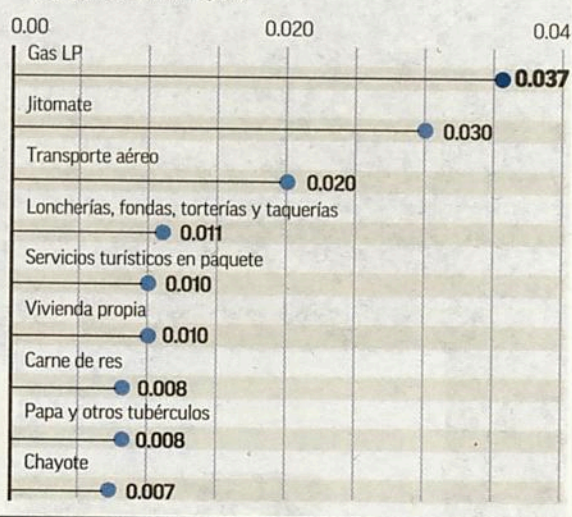 0.00 0.020 0.04
Gas LP
0.037
Jitomate
0.030
Transporte aéreo
0.020
Loncherías, fondas, torterías y taquerías
0.011
Servicios turísticos en paquete
0.010
Vivienda propia
0.010
Carne de res
0.008
Papa y otros tubérculos
0.008
Chayote
0.007